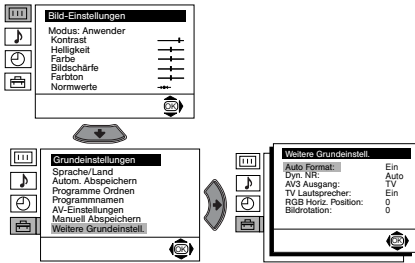 Bild-Einstellungen
Modus: Anwender
Kontrast
Helligkeit
Farbe
Bildschärfe
Farbton
Normwerte
OK
Grundeinstellungen
Sprache/Land
Autom. Abspeichern
Programme Ordnen
Programmnamen
AV-Einstellungen
Manuell Abspeichern
Weitere Grundeinstell.
OK
Weitere Grundeinstell.
Auto Format: Ein
Dyn. NR: Auto
AV3 Ausgang: TV
TV Lautsprecher: Ein
RGB Horiz. Position: 0
Bildrotation: 0
OK